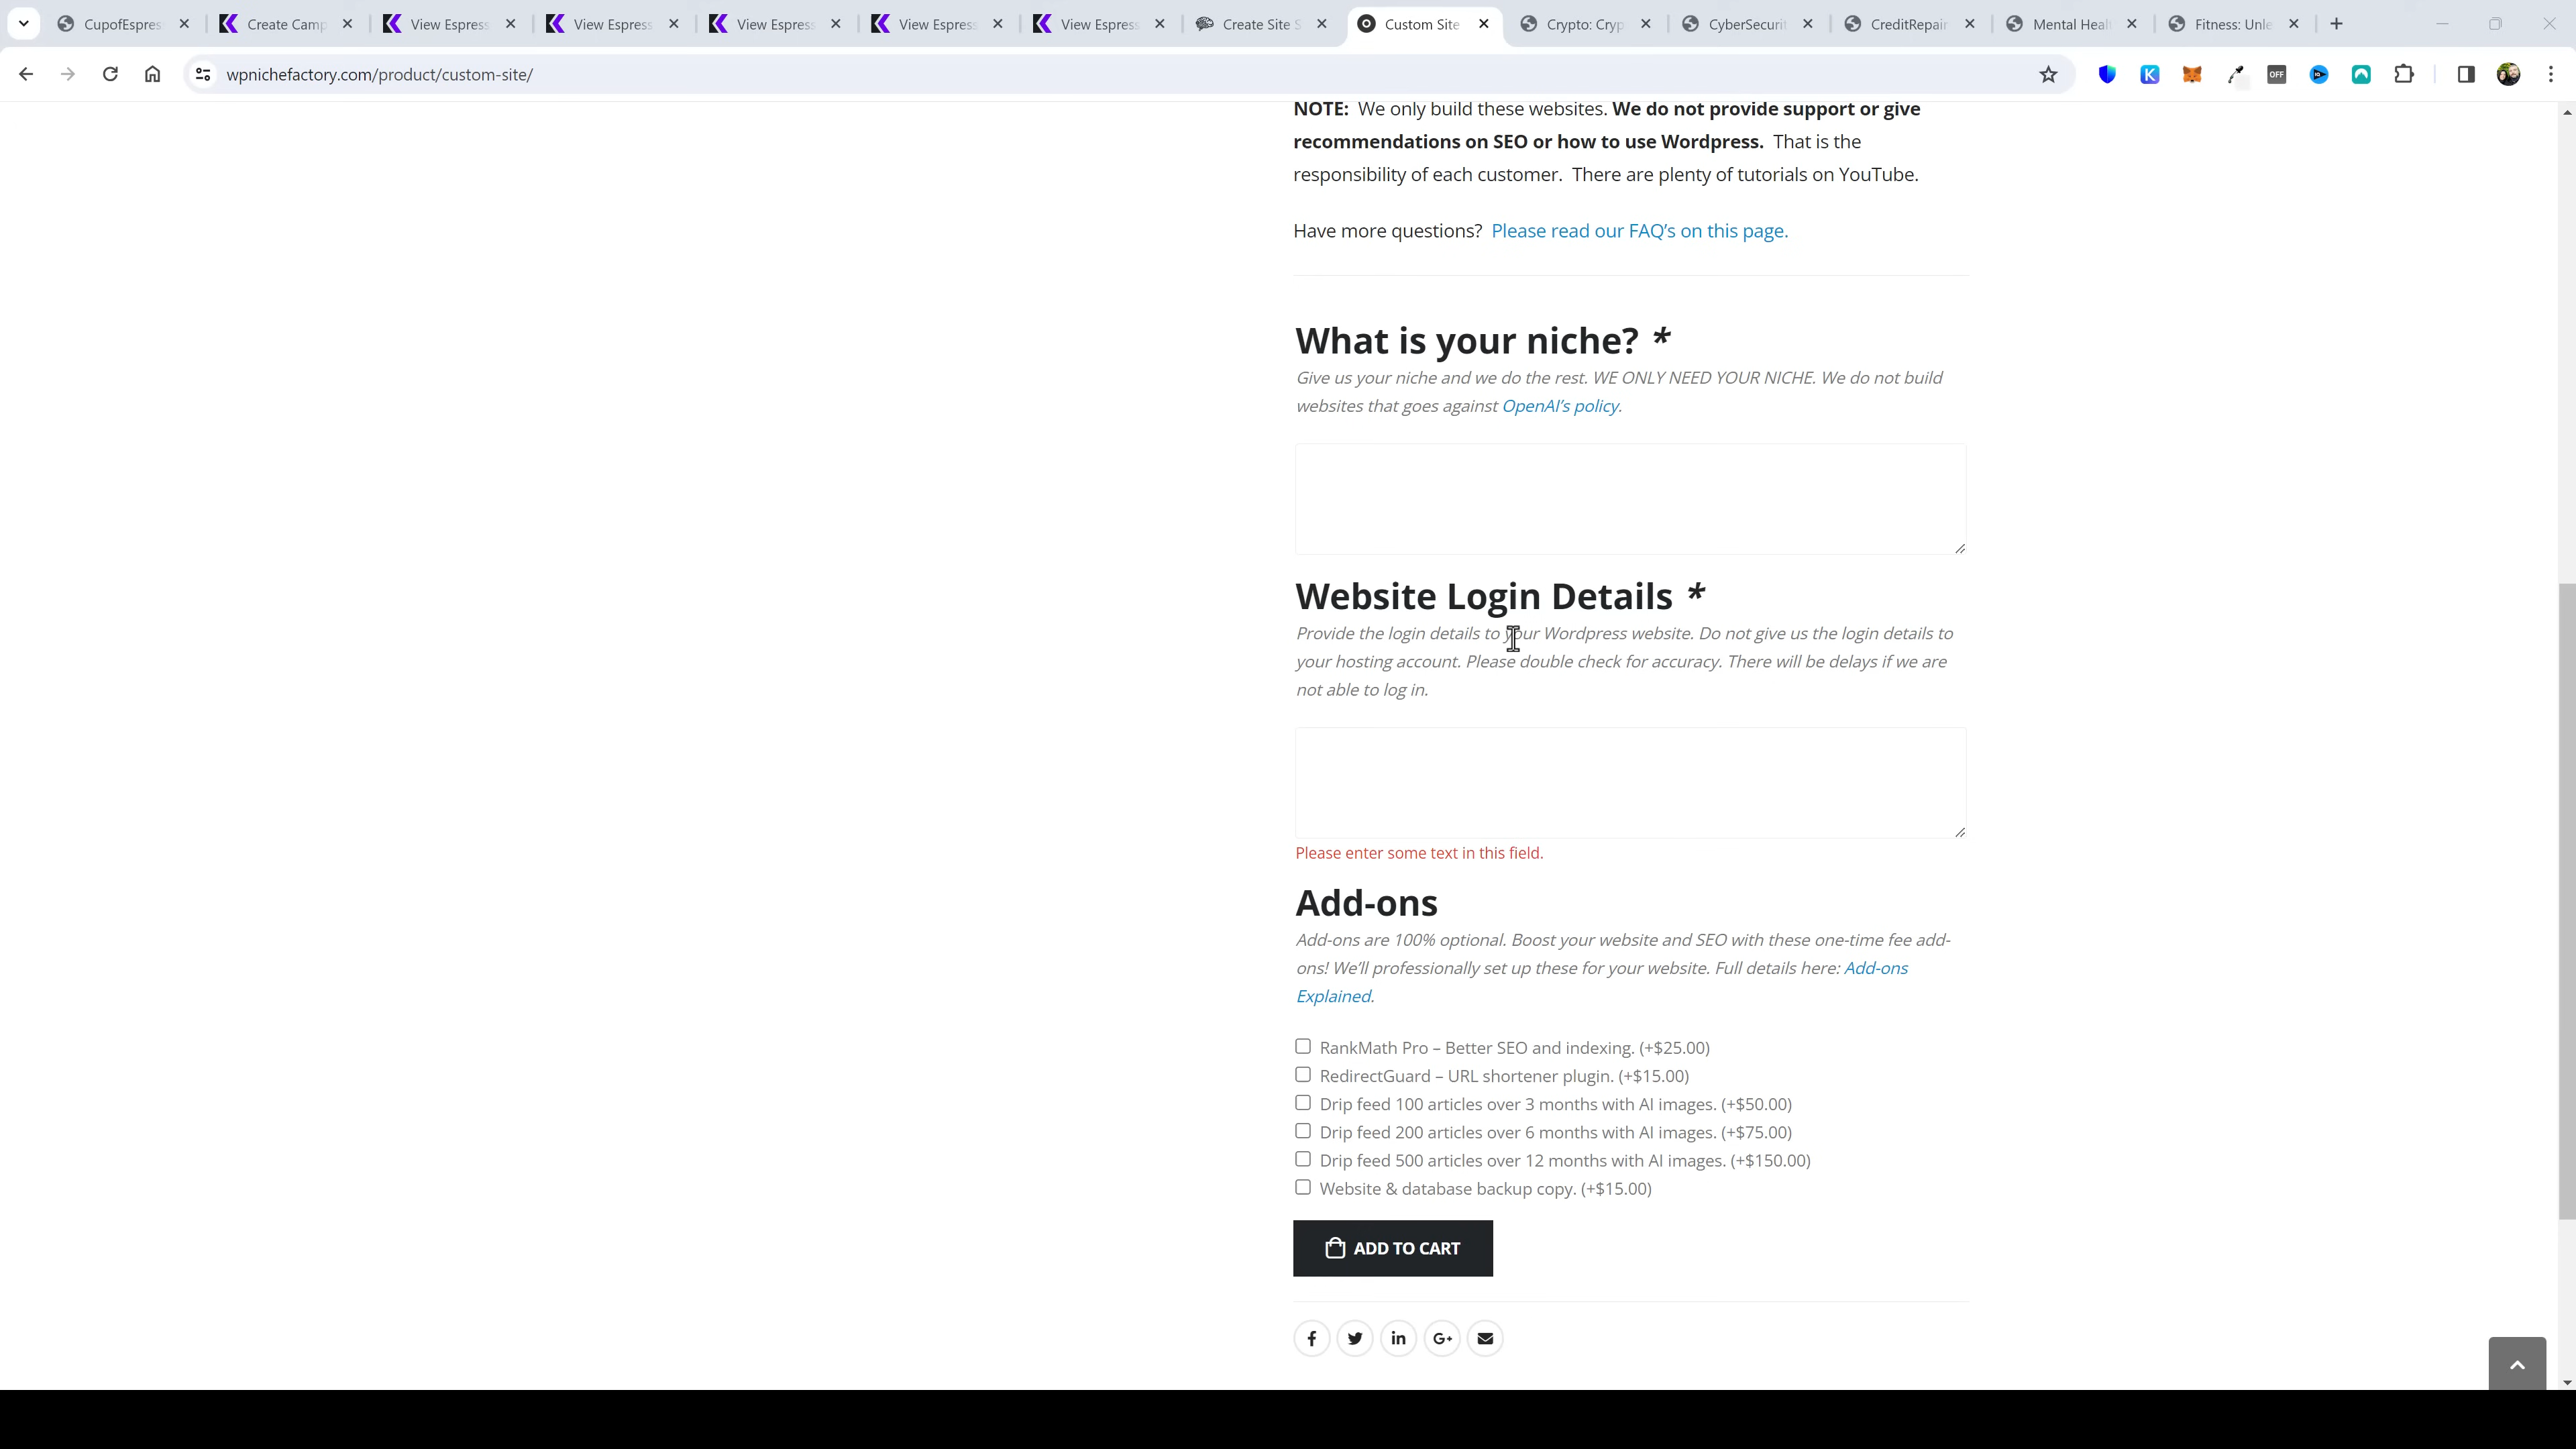 CupofEspres
Create Camp
View Espress
View Espress
View Espress
View Espress
View Espress
Create Site S
Custom Site
Crypto: Cryp
CyberSecurit
CreditRepair
Mental Healt
Fitness: Unle
wpnichefactory.com/product/custom-site/
OFF
NOTE: We only build these websites. We do not provide support or give
recommendations on SEO or how to use Wordpress. That is the
responsibility of each customer. There are plenty of tutorials on YouTube.
Have more questions? Please read our FAQ's on this page.
What is your niche? *
Give us your niche and we do the rest. WE ONLY NEED YOUR NICHE. We do not build
websites that goes against OpenAI's policy.
Website Login Details *
Provide the login details to your Wordpress website. Do not give us the login details to
your hosting account. Please double check for accuracy. There will be delays if we are
not able to log in.
Please enter some text in this field.
Add-ons
Add-ons are 100% optional. Boost your website and SEO with these one-time fee add-
ons! We'll professionally set up these for your website. Full details here: Add-ons
Explained.
RankMath Pro – Better SEO and indexing. (+$25.00)
RedirectGuard – URL shortener plugin. (+$15.00)
Drip feed 100 articles over 3 months with AI images. (+$50.00)
Drip feed 200 articles over 6 months with AI images. (+$75.00)
Drip feed 500 articles over 12 months with AI images. (+$150.00)
Website & database backup copy. (+$15.00)
ADD TO CART